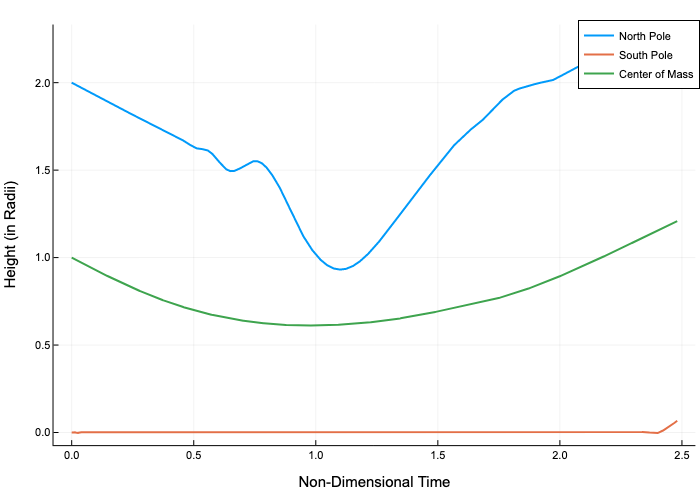 North Pole
South Pole
Center of Mass
2.0
1.5
1.0
0.5
0.0
Height (in Radii)
0.0 0.5 1.0 1.5 2.0 2.5
Non-Dimensional Time